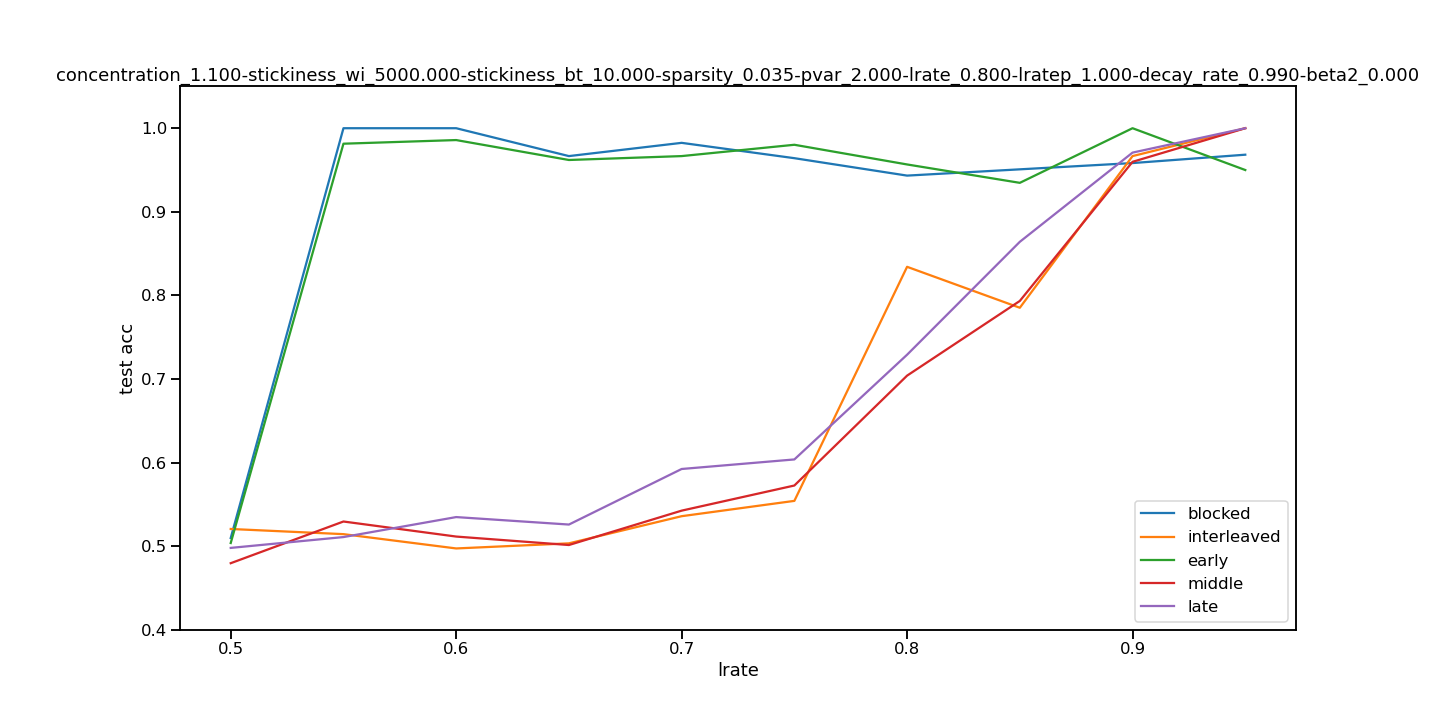 concentration_1.100-stickiness_wi_5000.000-stickiness_bt_10.000-sparsity_0.035-pvar_2.000-lrate_0.800-lratep_1.000-decay_rate_0.990-beta2_0.000
1.0
0.9
0.8
0.7
0.6
0.5
0.4
test acc
blocked
interleaved
early
middle
late
0.5 0.6 0.7 0.8 0.9
lrate